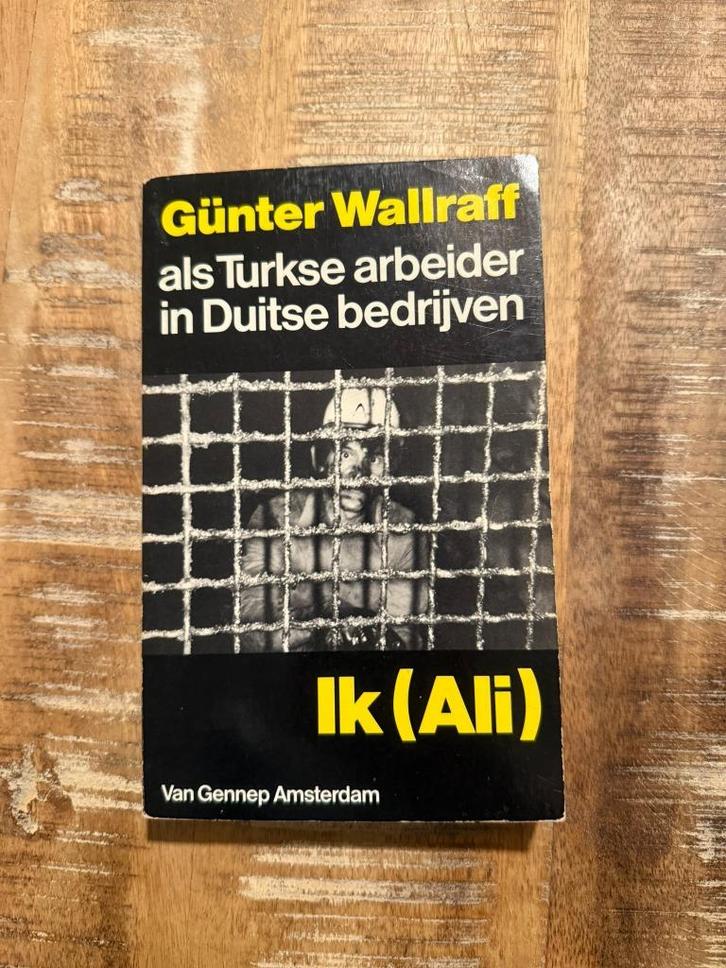 Günter Wallraff
als Turkse arbeider
in Duitse bedrijven
Ik (Ali)
Van Gennep Amsterdam